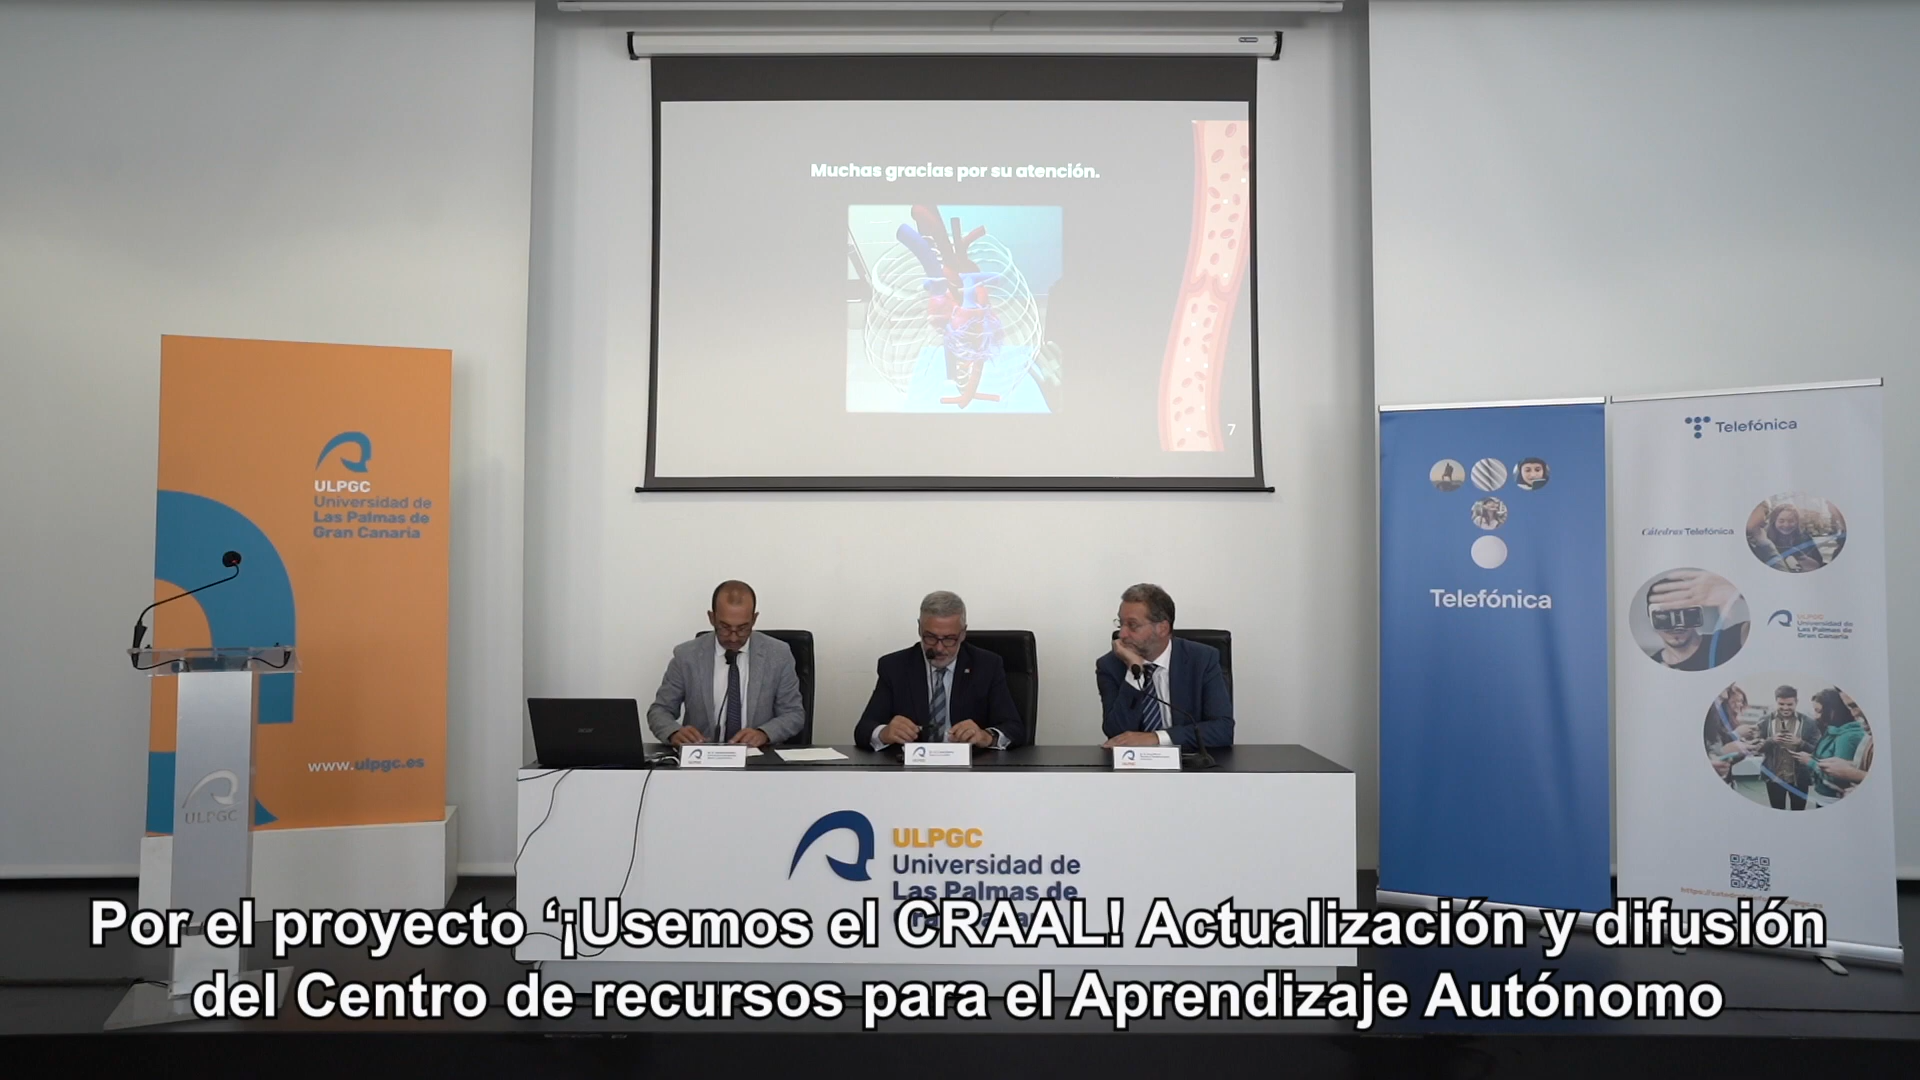 Muchas gracias por su atención.
7
ULPGC
Universidad de
Las Palmas de
Gran Canaria
www.ulpgc.es
ULPGC
Telefónica
Telefónica
Cátedras Telefónica
ULPGC
Universidad de
Las Palmas de
Gran Canaria
acer
ULPGC
Universidad de
Las Palmas de
Por el proyecto ‘¡Usemos el CRAAL! Actualización y difusión
del Centro de recursos para el Aprendizaje Autónomo